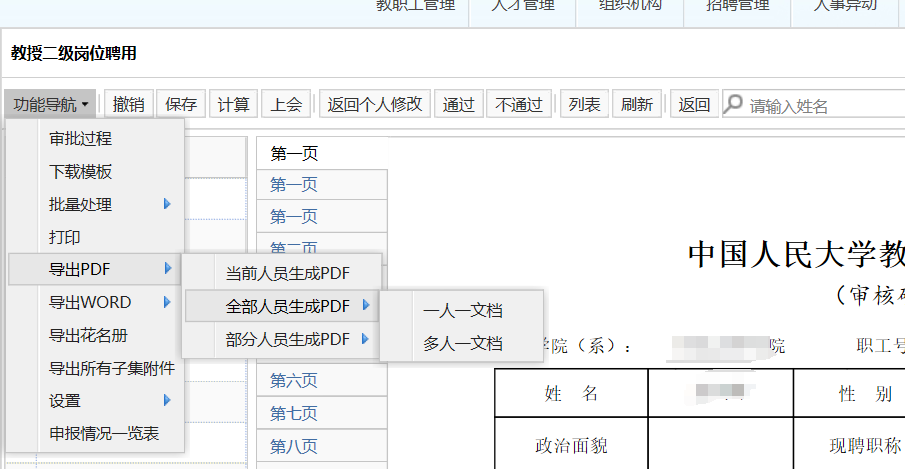 教职工管理 人才管理 组织机构 招聘管理 人事异动
教授二级岗位聘用
功能导航 撤销 保存 计算 上会 返回个人修改 通过 不通过 列表 刷新 返回 请输入姓名
审批过程
下载模板
批量处理
打印
导出PDF
导出WORD
导出花名册
导出所有子集附件
设置
申报情况一览表
当前人员生成PDF
全部人员生成PDF
部分人员生成PDF
一人一文档
多人一文档
第一页
第一页
第一页
第二页
第六页
第七页
第八页
中国人民大学教
（审核
学院（系）： 院 职工号
姓 名 性 别
政治面貌 现聘职称